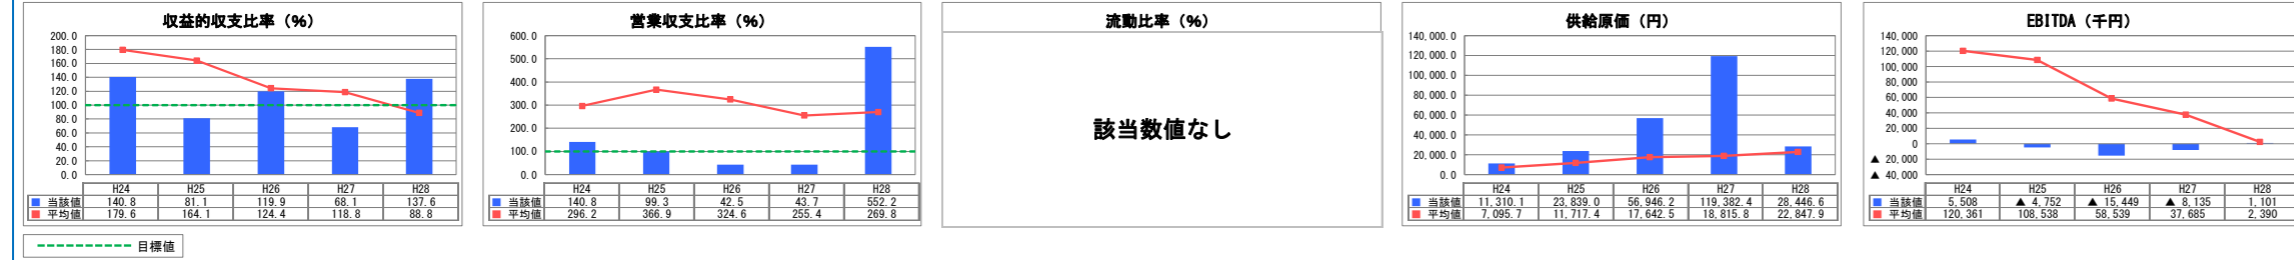 収益的収支比率（％）
200.0
180.0
160.0
140.0
120.0
100.0
80.0
60.0
40.0
20.0
0.0
H24 H25 H26 H27 H28
当該値 140.8 81.1 119.9 68.1 137.6
平均値 179.6 164.1 124.4 118.8 88.8
営業収支比率（％）
600.0
500.0
400.0
300.0
200.0
100.0
0.0
H24 H25 H26 H27 H28
当該値 140.8 99.3 42.5 43.7 552.2
平均値 296.2 366.9 324.6 255.4 269.8
流動比率（％）
該当数値なし
供給原価（円）
14,000.0
120,000.0
100,000.0
80,000.0
60,000.0
40,000.0
20,000.0
0.0
H24 H25 H26 H27 H28
当該値 11,310.1 23,839.0 56,946.2 119,382.4 28,446.6
平均値 7,095.7 11,717.4 17,642.5 18,815.8 22,847.9
EBITDA（千円）
140,000
120,000
100,000
80,000
60,000
40,000
20,000
0
▲ 20,000
▲ 40,000
H24 H25 H26 H27 H28
当該値 5,508 ▲ 4,752 ▲ 15,449 ▲ 8,135 1,101
平均値 120,361 108,538 58,539 37,685 2,390
目標値